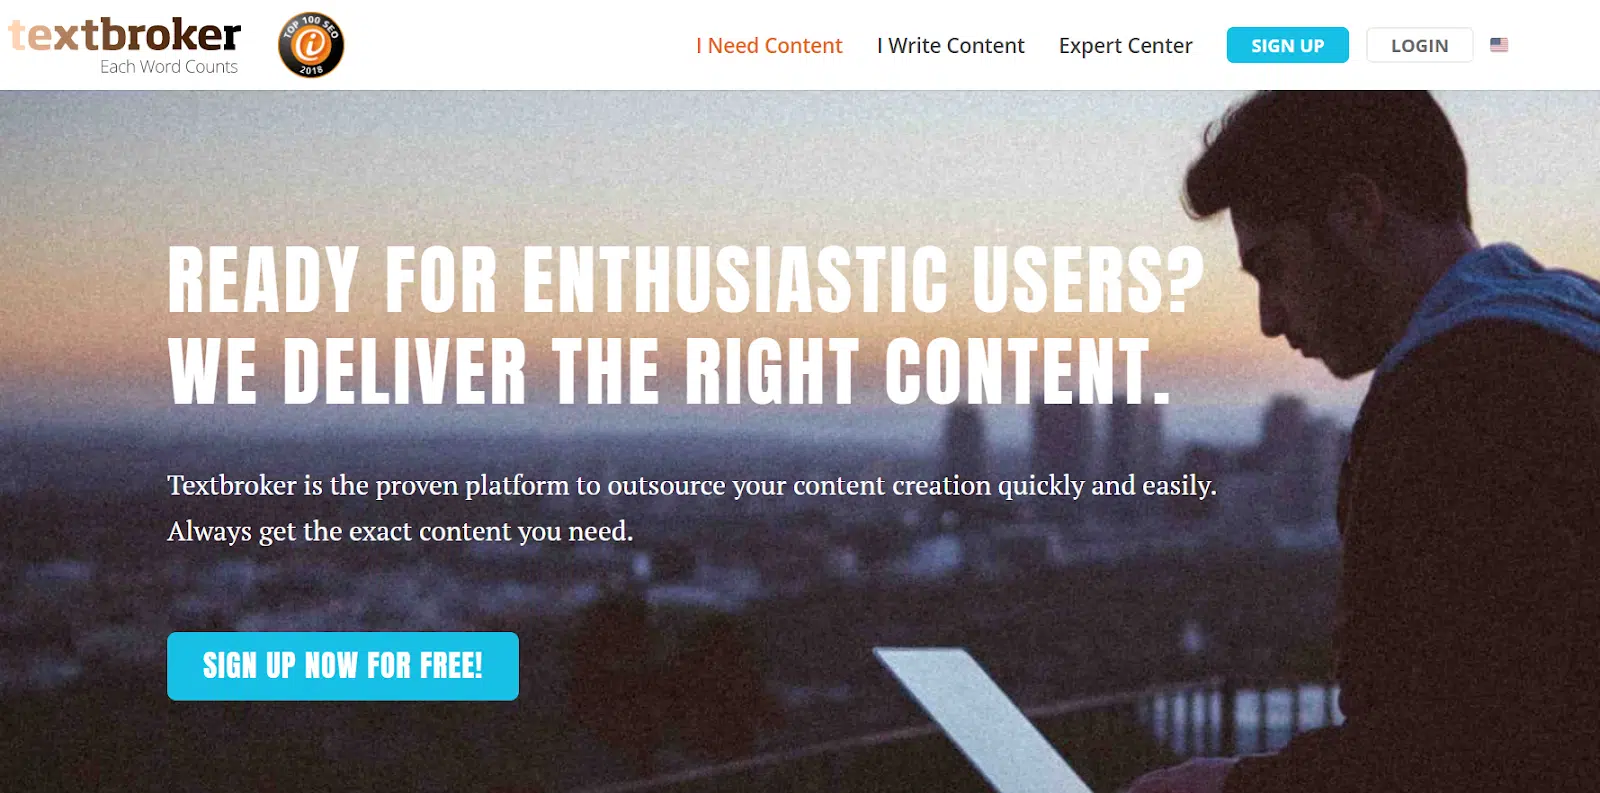 textbroker
Each Word Counts
TOP 100 SEO
2018
I Need Content
I Write Content
Expert Center
SIGN UP
LOGIN
READY FOR ENTHUSIASTIC USERS?
WE DELIVER THE RIGHT CONTENT.
Textbroker is the proven platform to outsource your content creation quickly and easily.
Always get the exact content you need.
SIGN UP NOW FOR FREE!